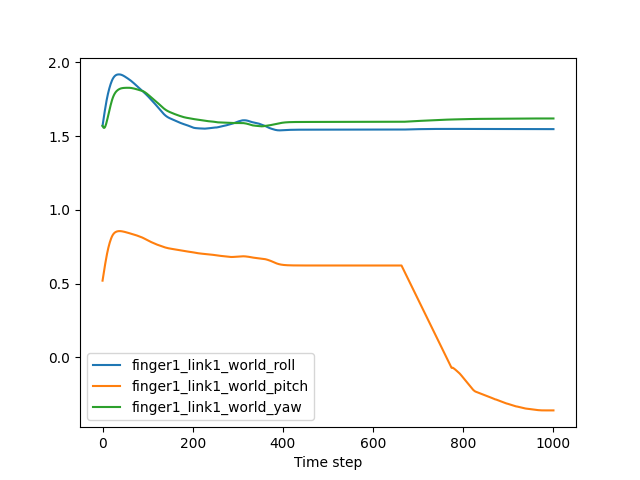 2.0
1.5
1.0
0.5
0.0
finger1_link1_world_roll
finger1_link1_world_pitch
finger1_link1_world_yaw
0 200 400 600 800 1000
Time step